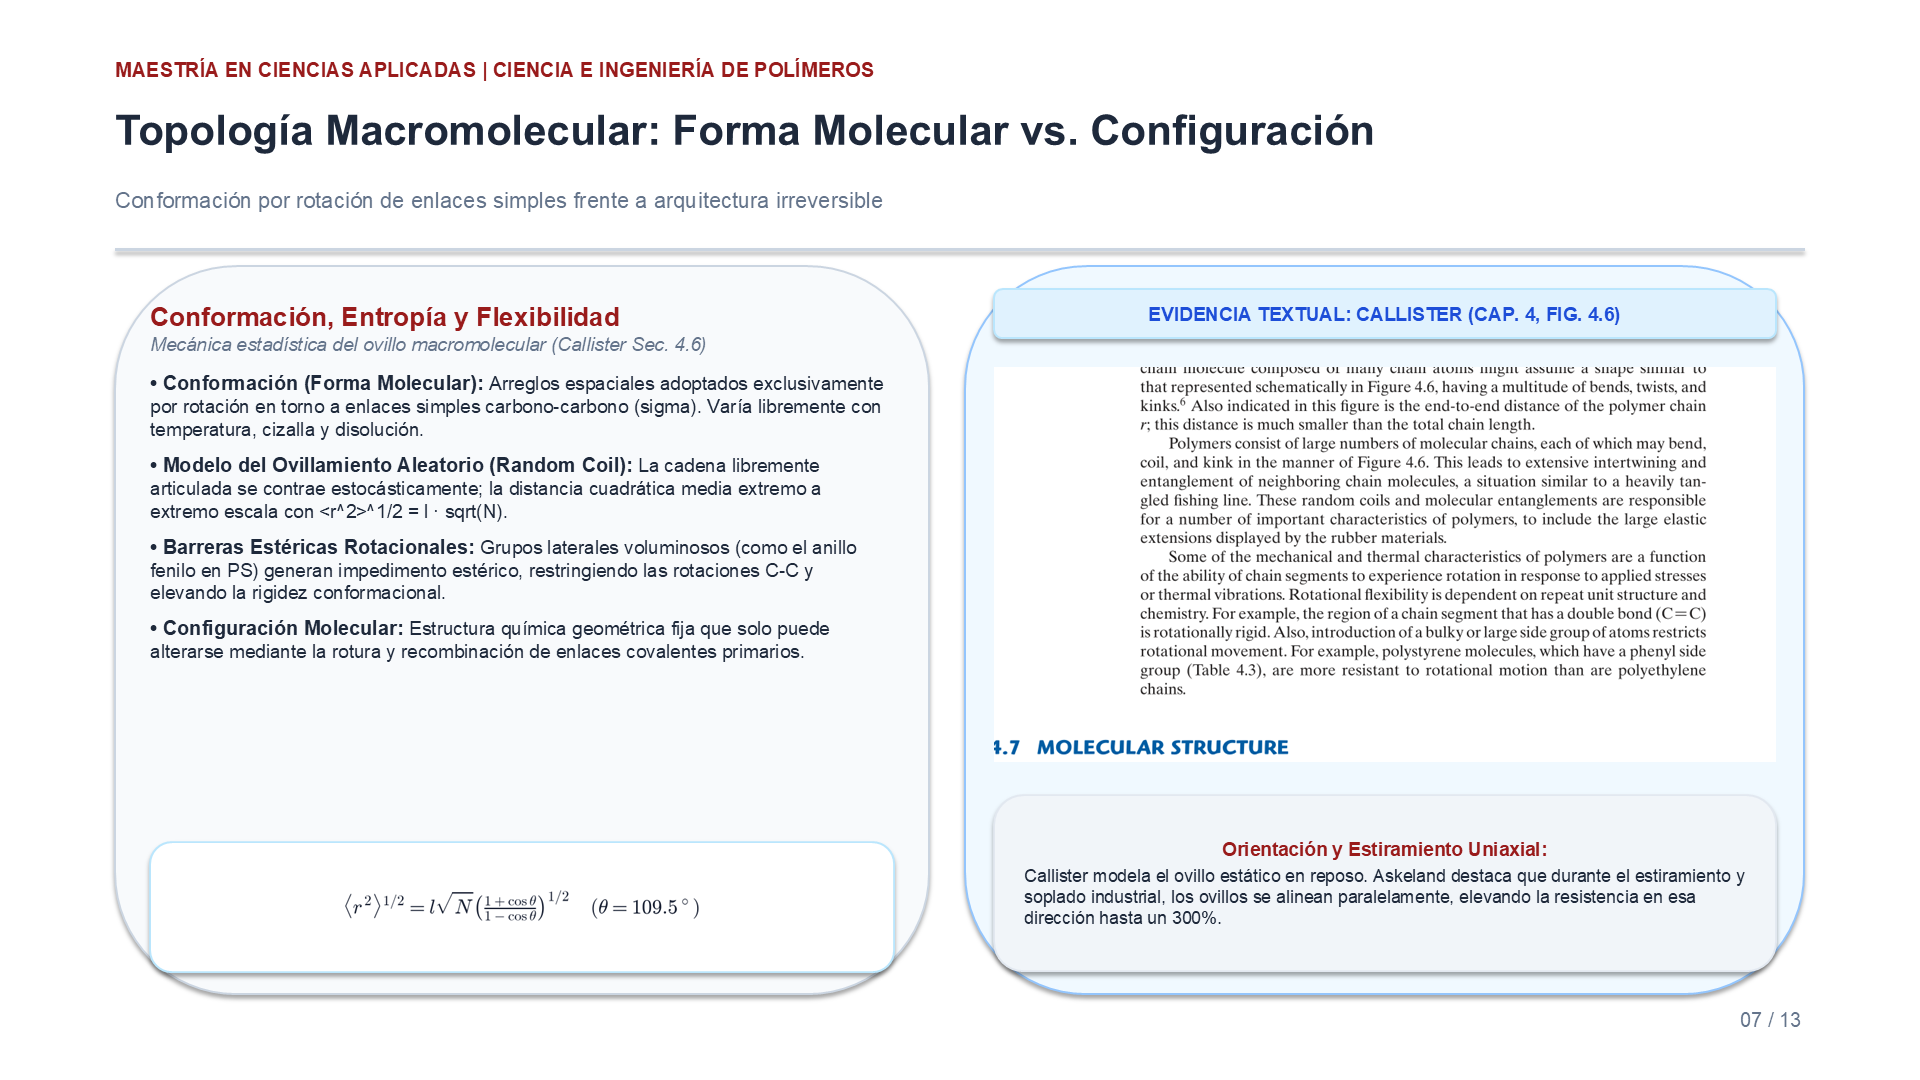 MAESTRÍA EN CIENCIAS APLICADAS | CIENCIA E INGENIERÍA DE POLÍMEROS
Topología Macromolecular: Forma Molecular vs. Configuración
Conformación por rotación de enlaces simples frente a arquitectura irreversible
Conformación, Entropía y Flexibilidad
Mecánica estadística del ovillo macromolecular (Callister Sec. 4.6)
• Conformación (Forma Molecular): Arreglos espaciales adoptados exclusivamente
por rotación en torno a enlaces simples carbono-carbono (sigma). Varía libremente con
temperatura, cizalla y disolución.
• Modelo del Ovillamiento Aleatorio (Random Coil): La cadena libremente
articulada se contrae estocásticamente; la distancia cuadrática media extremo a
extremo escala con <r^2>^1/2 = l · sqrt(N).
• Barreras Estéricas Rotacionales: Grupos laterales voluminosos (como el anillo
fenilo en PS) generan impedimento estérico, restringiendo las rotaciones C-C y
elevando la rigidez conformacional.
• Configuración Molecular: Estructura química geométrica fija que solo puede
alterarse mediante la rotura y recombinación de enlaces covalentes primarios.
⟨r²⟩^1/2 = l√N ((1 + cos θ)/(1 − cos θ))^1/2 (θ = 109.5°)
EVIDENCIA TEXTUAL: CALLISTER (CAP. 4, FIG. 4.6)
chain molecule composed of many chain atoms might assume a shape similar to
that represented schematically in Figure 4.6, having a multitude of bends, twists, and
kinks.⁶ Also indicated in this figure is the end-to-end distance of the polymer chain
r; this distance is much smaller than the total chain length.
Polymers consist of large numbers of molecular chains, each of which may bend,
coil, and kink in the manner of Figure 4.6. This leads to extensive intertwining and
entanglement of neighboring chain molecules, a situation similar to a heavily tan-
gled fishing line. These random coils and molecular entanglements are responsible
for a number of important characteristics of polymers, to include the large elastic
extensions displayed by the rubber materials.
Some of the mechanical and thermal characteristics of polymers are a function
of the ability of chain segments to experience rotation in response to applied stresses
or thermal vibrations. Rotational flexibility is dependent on repeat unit structure and
chemistry. For example, the region of a chain segment that has a double bond (C=C)
is rotationally rigid. Also, introduction of a bulky or large side group of atoms restricts
rotational movement. For example, polystyrene molecules, which have a phenyl side
group (Table 4.3), are more resistant to rotational motion than are polyethylene
chains.
4.7 MOLECULAR STRUCTURE
Orientación y Estiramiento Uniaxial:
Callister modela el ovillo estático en reposo. Askeland destaca que durante el estiramiento y
soplado industrial, los ovillos se alinean paralelamente, elevando la resistencia en esa
dirección hasta un 300%.
07 / 13